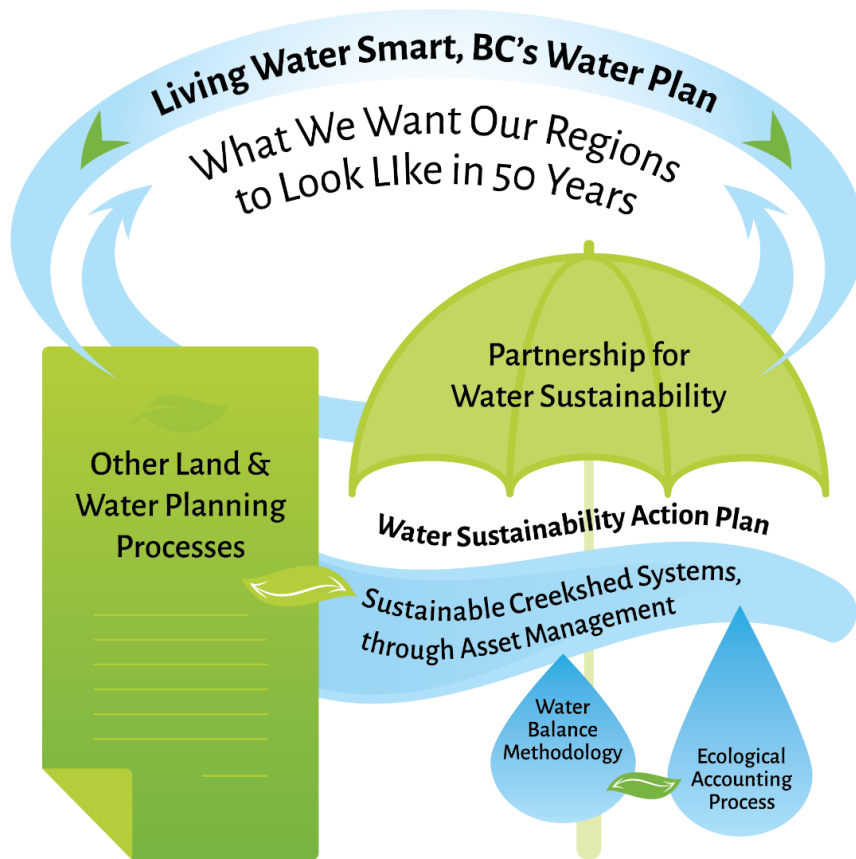 Living Water Smart, BC's Water Plan
What We Want Our Regions
to Look LIke in 50 Years
Partnership for
Water Sustainability
Other Land &
Water Planning
Processes
Water Sustainability Action Plan
Sustainable Creekshed Systems,
through Asset Management
Water
Balance
Methodology
Ecological
Accounting
Process